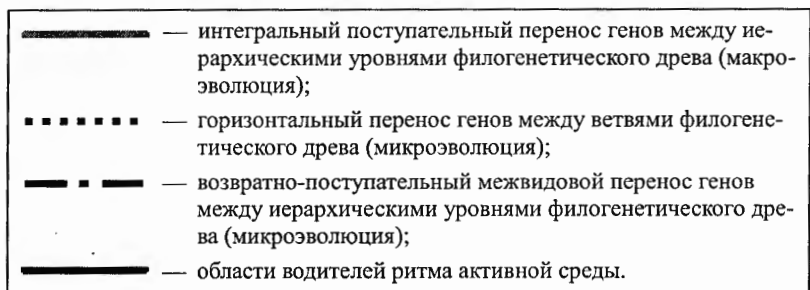 — интегральный поступательный перенос генов между ие-
рархическими уровнями филогенетического древа (макро-
эволюция);
— горизонтальный перенос генов между ветвями филогене-
тического древа (микроэволюция);
— возвратно-поступательный межвидовой перенос генов
между иерархическими уровнями филогенетического дре-
ва (микроэволюция);
— области водителей ритма активной среды.